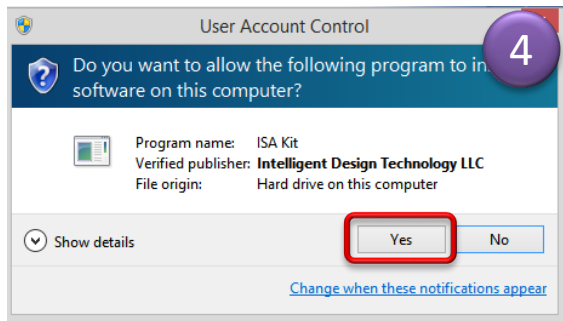 User Account Control
4
Do you want to allow the following program to in
software on this computer?
Program name: ISA Kit
Verified publisher: Intelligent Design Technology LLC
File origin: Hard drive on this computer
Show details
Yes
No
Change when these notifications appear